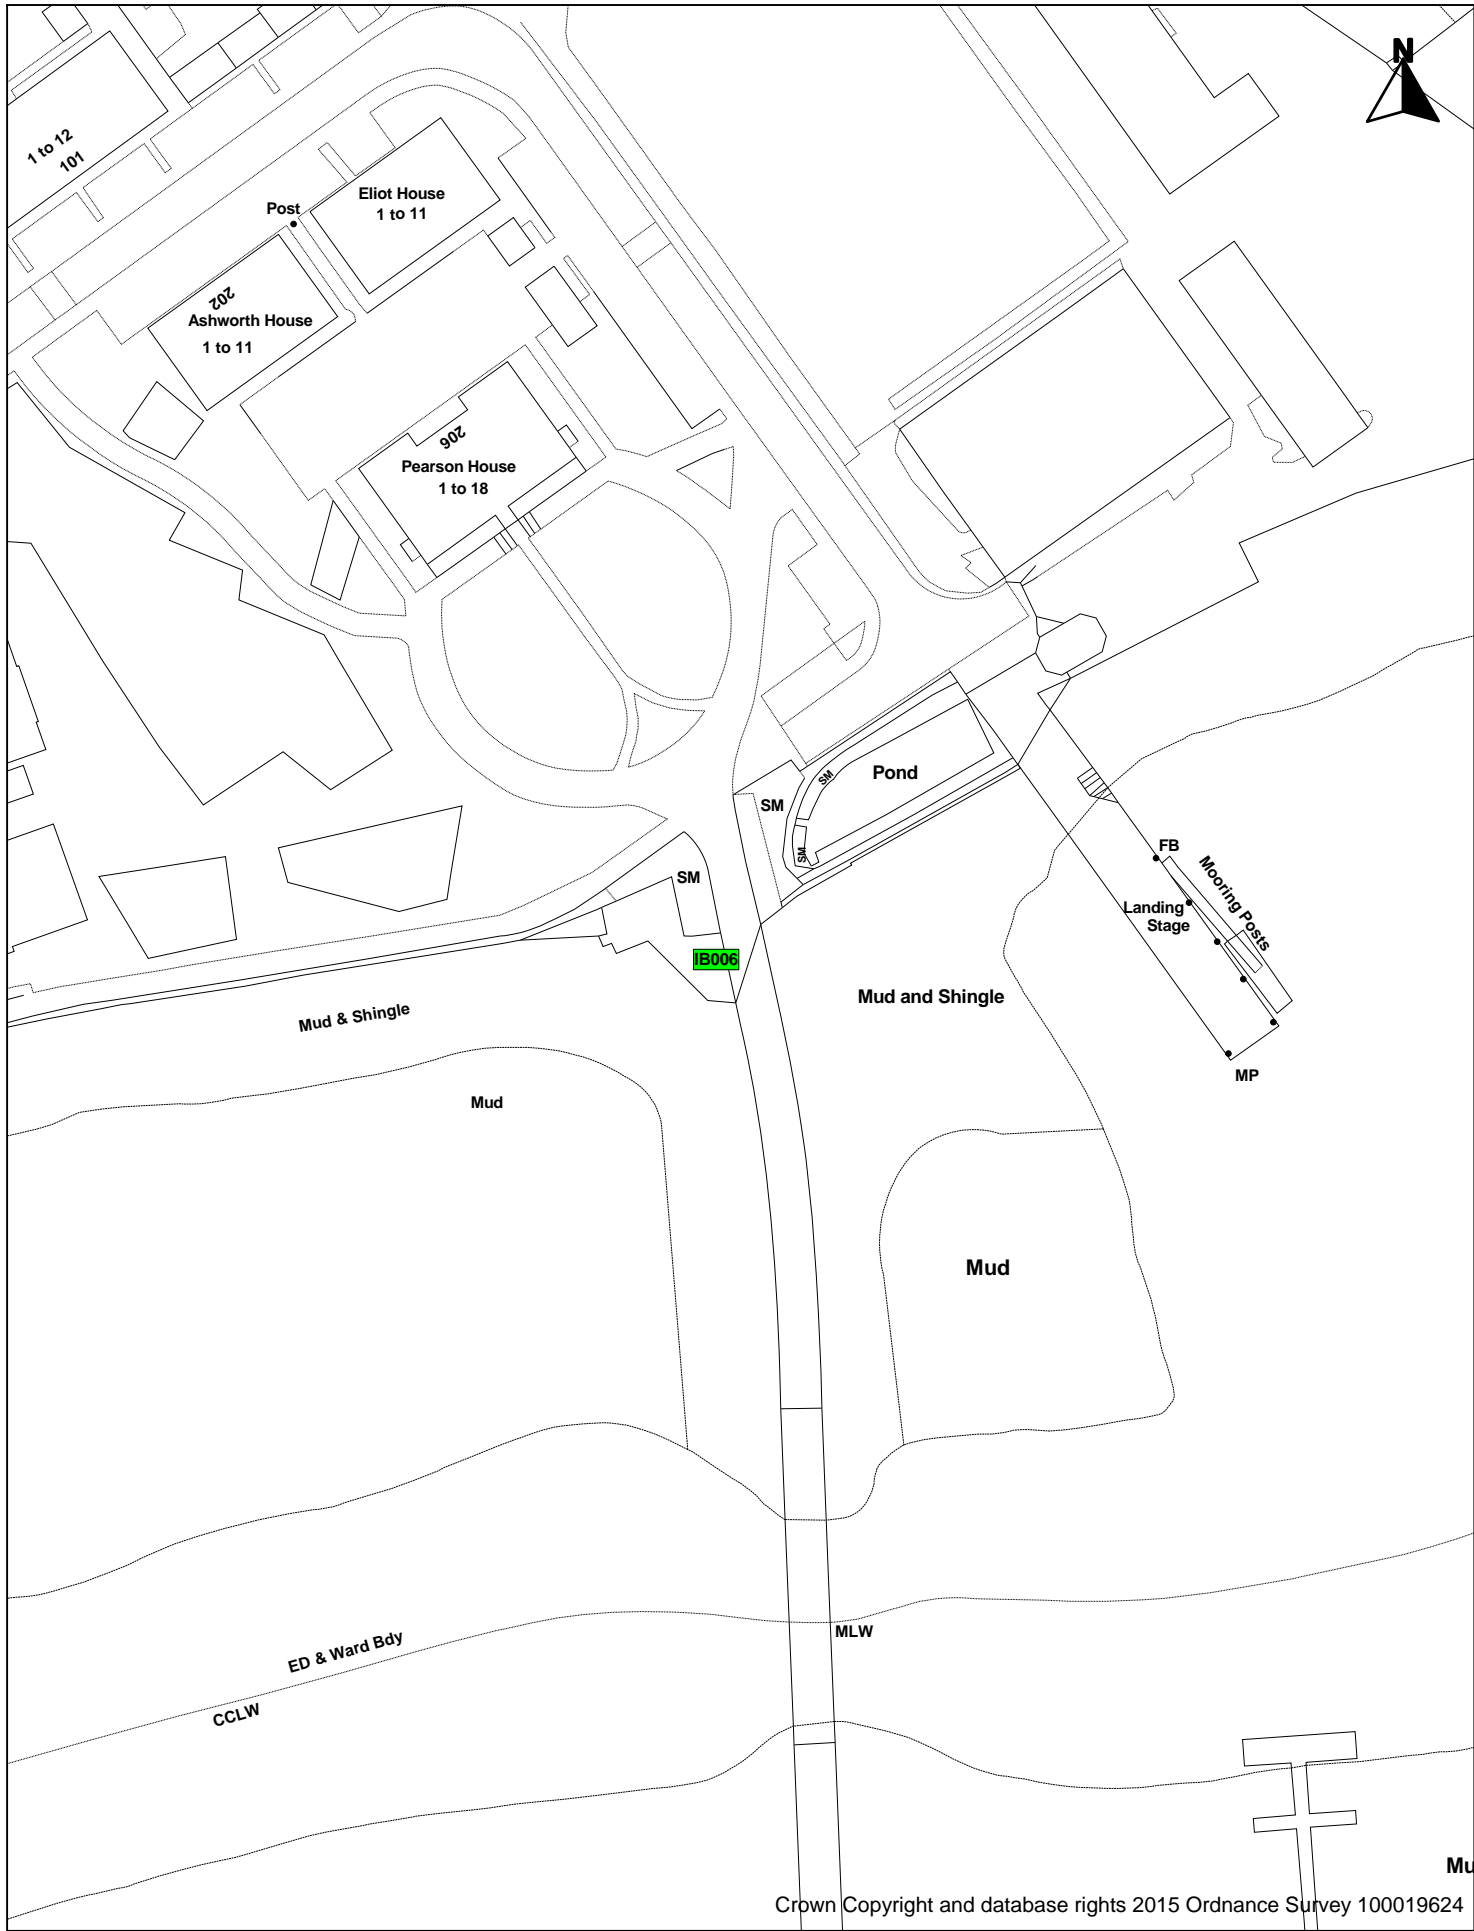 N
1 to 12
101
Post
Eliot House
1 to 11
202
Ashworth House
1 to 11
206
Pearson House
1 to 18
Pond
SM
SM
SM
SM
FB
Mooring Posts
Landing
Stage
IB006
Mud & Shingle
Mud and Shingle
MP
Mud
Mud
ED & Ward Bdy
MLW
CCLW
Mu
Crown Copyright and database rights 2015 Ordnance Survey 100019624